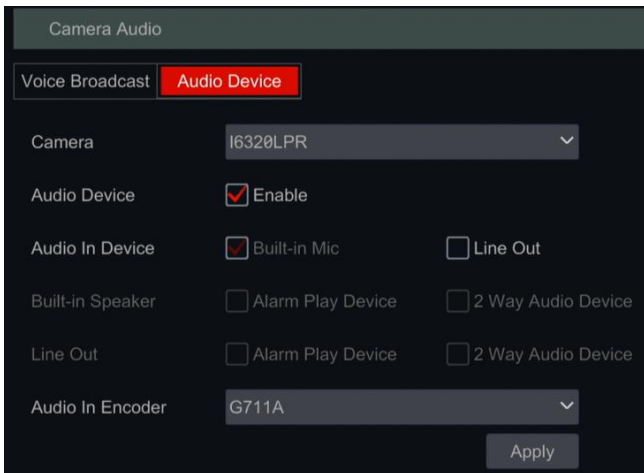 Camera Audio
Voice Broadcast Audio Device
Camera I6320LPR
Audio Device Enable
Audio In Device Built-in Mic Line Out
Built-in Speaker Alarm Play Device 2 Way Audio Device
Line Out Alarm Play Device 2 Way Audio Device
Audio In Encoder G711A
Apply